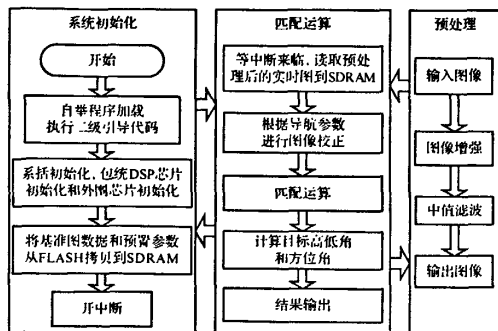 系统初始化
开始
自举程序加载
执行二级引导代码
系括初始化,包统DSP芯片
初始化和外围芯片初始化
将基准图数据和预置参数
从FLASH拷贝到SDRAM
开中断
匹配运算
等中断来临,读取预处
理后的实时图到SDRAM
根据导航参数
进行图像校正
匹配运算
计算目标高低角
和方位角
结果输出
预处理
输入图像
图像增强
中值滤波
输出图像